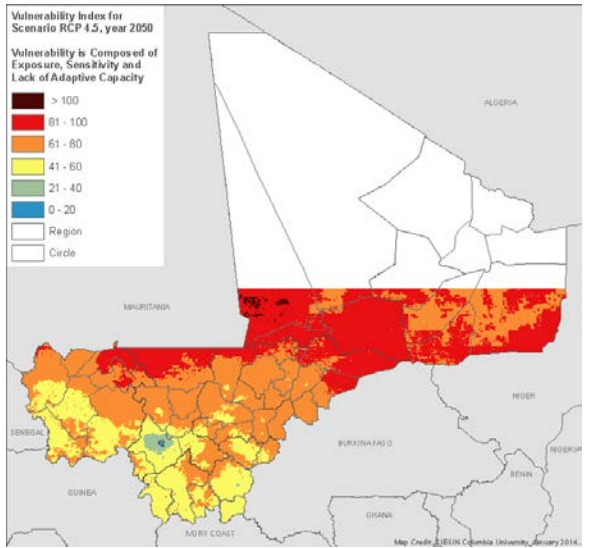 Vulnerability Index for
Scenario RCP 4.5, year 2050
Vulnerability is Composed of
Exposure, Sensitivity and
Lack of Adaptive Capacity
> 100
81 - 100
61 - 80
41 - 60
21 - 40
0 - 20
Region
Circle
ALGERIA
MAURITANIA
NIGER
SENEGAL
BURKINA FASO
NIGERIA
BENIN
GUINEA
GHANA
IVORY COAST
Map Credit: CIESIN Columbia University, January 2014.